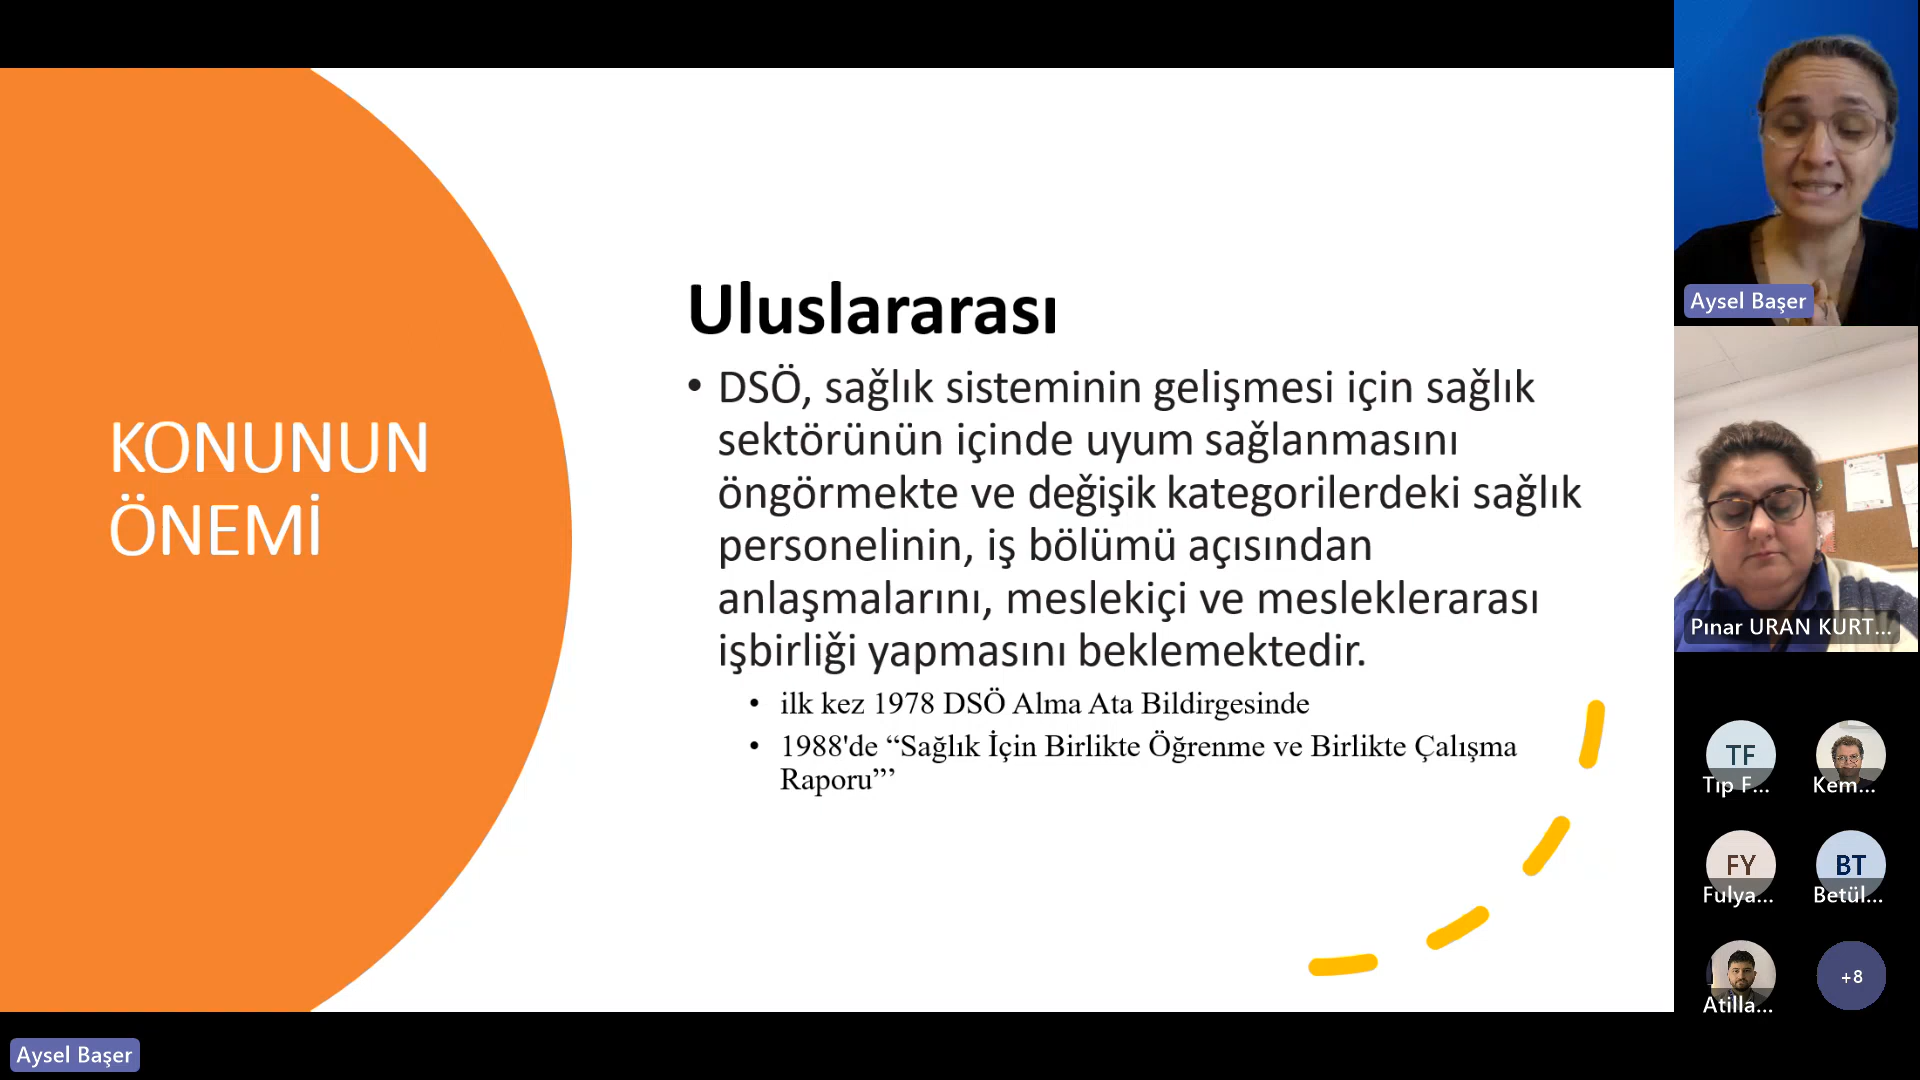 KONUNUN
ÖNEMİ
Uluslararası
• DSÖ, sağlık sisteminin gelişmesi için sağlık
sektörünün içinde uyum sağlanmasını
öngörmekte ve değişik kategorilerdeki sağlık
personelinin, iş bölümü açısından
anlaşmalarını, meslekiçi ve mesleklerarası
işbirliği yapmasını beklemektedir.
• ilk kez 1978 DSÖ Alma Ata Bildirgesinde
• 1988'de “Sağlık İçin Birlikte Öğrenme ve Birlikte Çalışma
Raporu”’
Aysel Başer
Pınar URAN KURT...
TF
Tıp F...
Kem...
FY
Fulya...
BT
Betül...
Atilla...
+8
Aysel Başer